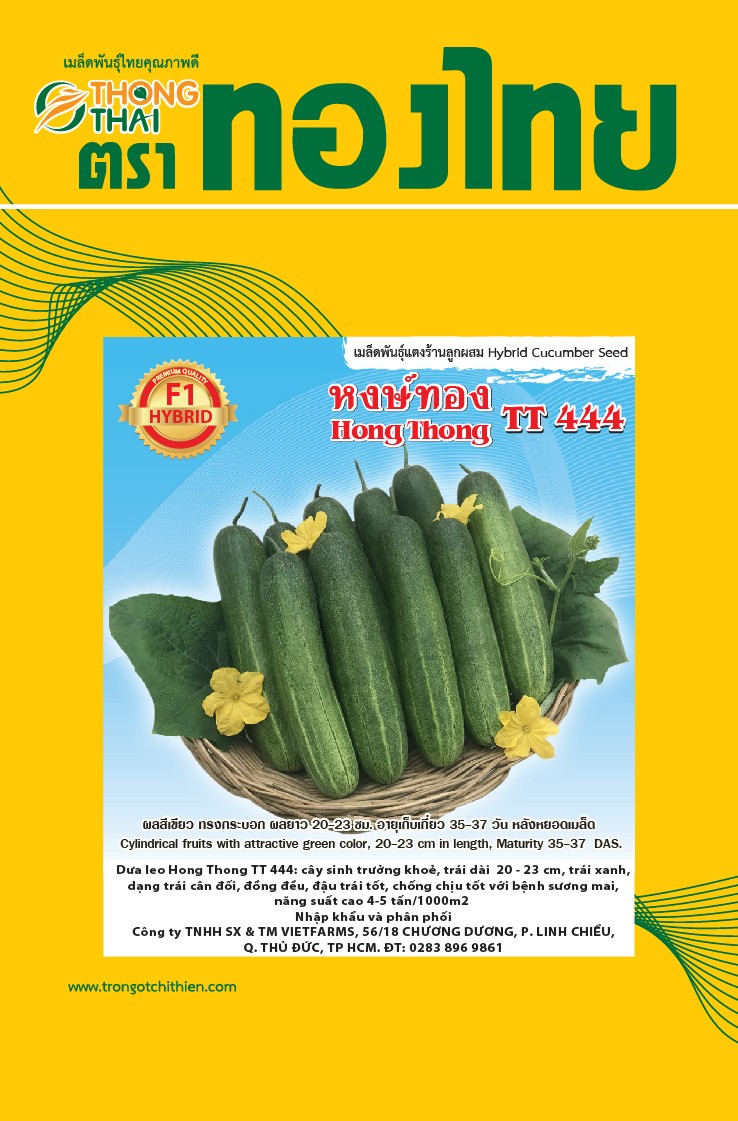 เมล็ดพันธุ์ไทยคุณภาพดี
THONG
THAI
ตรา ทองไทย
เมล็ดพันธุ์แตงร้านลูกผสม Hybrid Cucumber Seed
PREMIUM QUALITY
F1
HYBRID
หงษ์ทอง
Hong Thong TT 444
ผลสีเขียว ทรงกระบอก ผลยาว 20-23 ซม. อายุเก็บเกี่ยว 35-37 วัน หลังหยอดเมล็ด
Cylindrical fruits with attractive green color, 20-23 cm in length, Maturity 35-37 DAS.
Dưa leo Hong Thong TT 444: cây sinh trưởng khoẻ, trái dài 20 - 23 cm, trái xanh,
dạng trái cân đối, đồng đều, đậu trái tốt, chống chịu tốt với bệnh sương mai,
năng suất cao 4-5 tấn/1000m2
Nhập khẩu và phân phối
Công ty TNHH SX & TM VIETFARMS, 56/18 CHƯƠNG DƯƠNG, P. LINH CHIỂU,
Q. THỦ ĐỨC, TP HCM. ĐT: 0283 896 9861
www.trongotchithien.com